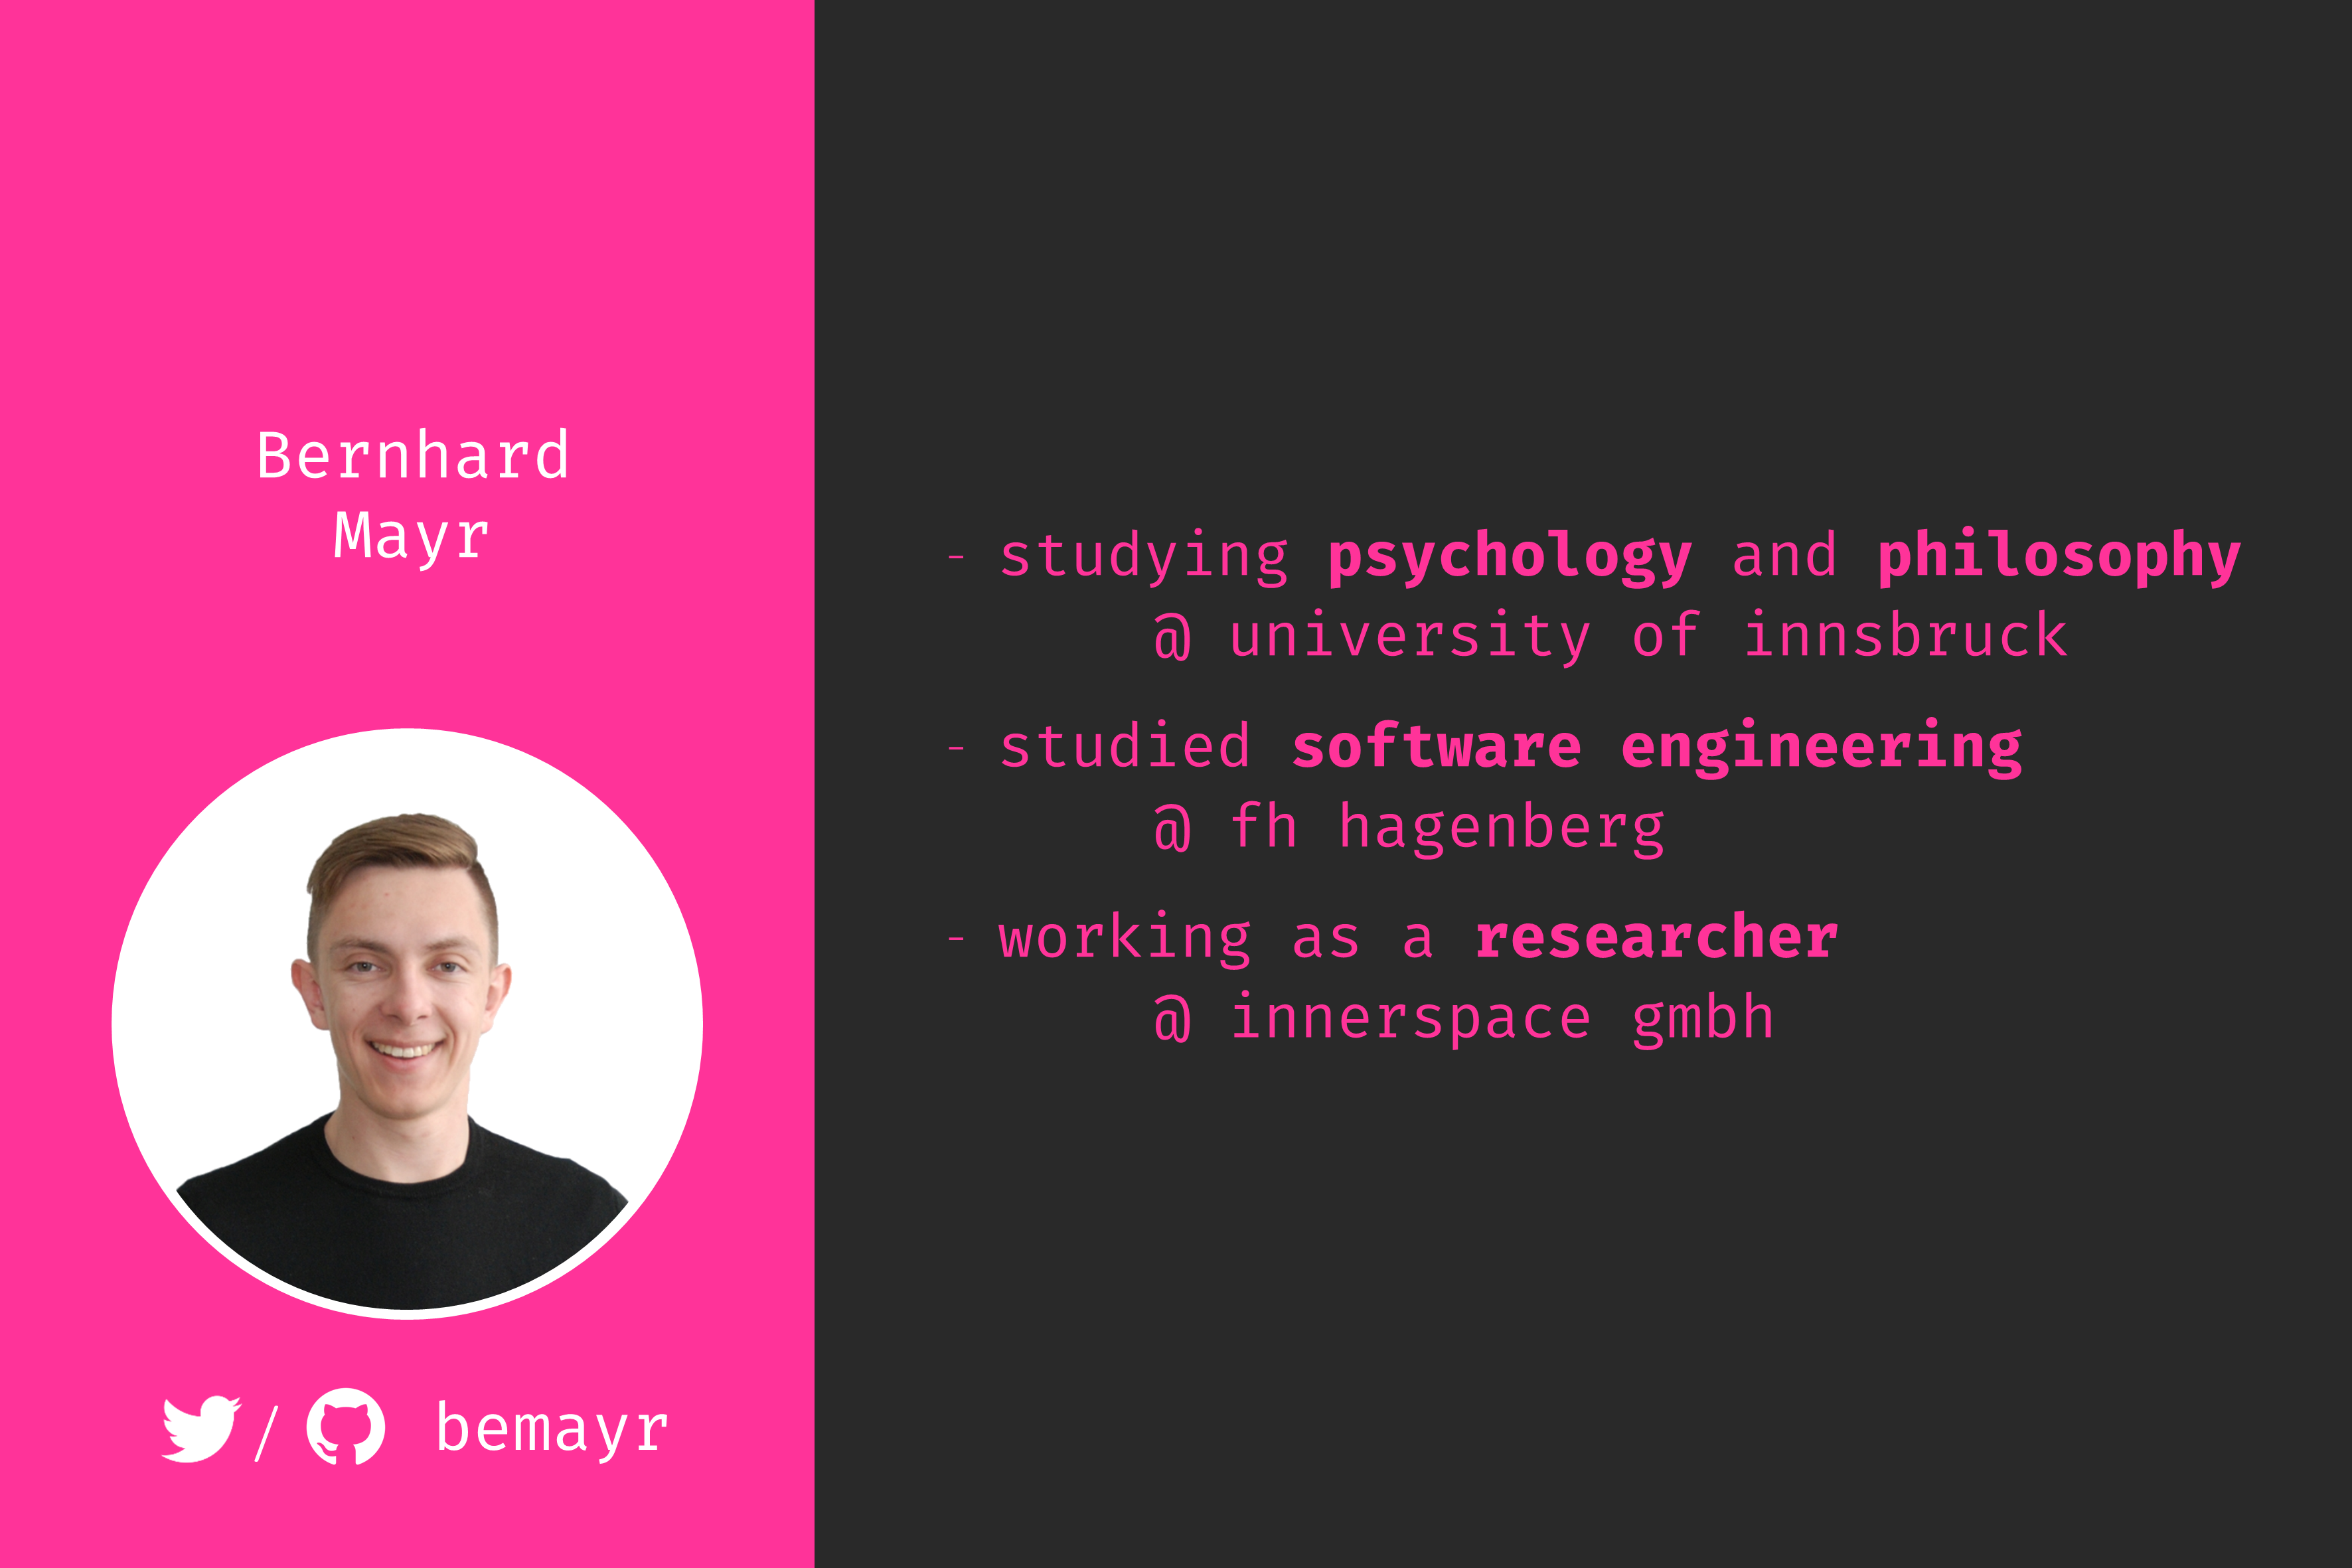 Bernhard
Mayr
/ bemayr
- studying psychology and philosophy
@ university of innsbruck
- studied software engineering
@ fh hagenberg
- working as a researcher
@ innerspace gmbh